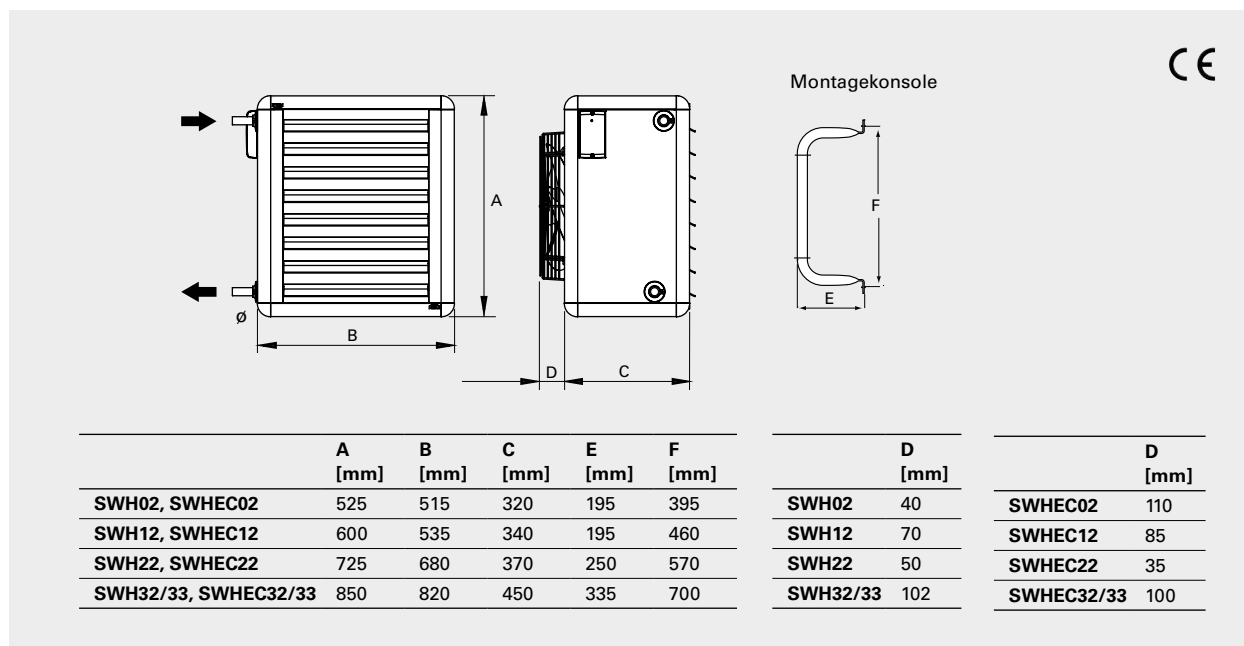 CE
Montagekonsole
A
F
E
ø
B
D
C
A B C E F
[mm] [mm] [mm] [mm] [mm]
SWH02, SWHEC02 525 515 320 195 395
SWH12, SWHEC12 600 535 340 195 460
SWH22, SWHEC22 725 680 370 250 570
SWH32/33, SWHEC32/33 850 820 450 335 700
D
[mm]
SWH02 40
SWH12 70
SWH22 50
SWH32/33 102
D
[mm]
SWHEC02 110
SWHEC12 85
SWHEC22 35
SWHEC32/33 100